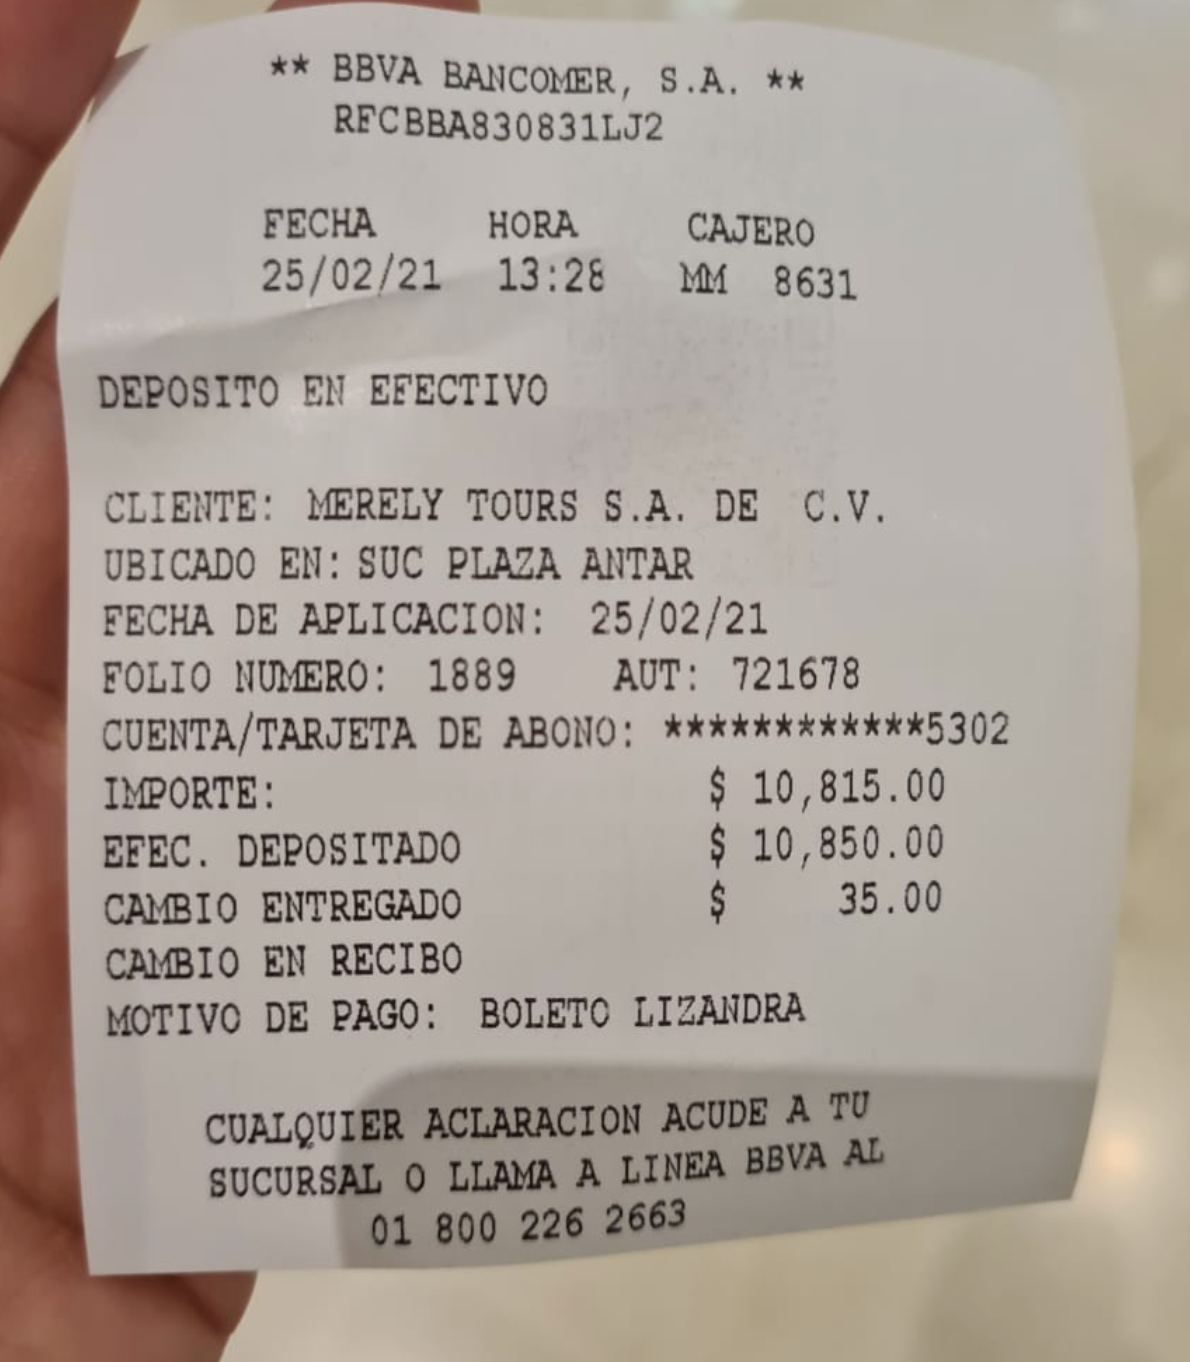 ** BBVA BANCOMER, S.A. **
RFCBBA830831LJ2
FECHA HORA CAJERO
25/02/21 13:28 MM 8631
DEPOSITO EN EFECTIVO
CLIENTE: MERELY TOURS S.A. DE C.V.
UBICADO EN: SUC PLAZA ANTAR
FECHA DE APLICACION: 25/02/21
FOLIO NUMERO: 1889 AUT: 721678
CUENTA/TARJETA DE ABONO: ************5302
IMPORTE: $ 10,815.00
EFEC. DEPOSITADO $ 10,850.00
CAMBIO ENTREGADO $ 35.00
CAMBIO EN RECIBO
MOTIVO DE PAGO: BOLETO LIZANDRA
CUALQUIER ACLARACION ACUDE A TU
SUCURSAL O LLAMA A LINEA BBVA AL
01 800 226 2663